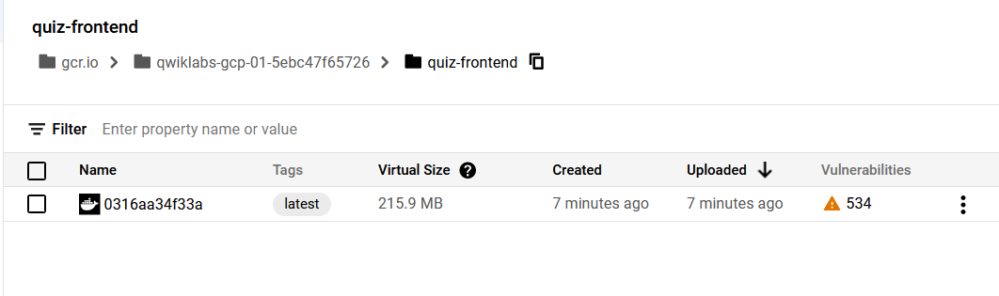 quiz-frontend
gcr.io qwiklabs-gcp-01-5ebc47f65726 quiz-frontend
Filter Enter property name or value
Name Tags Virtual Size ? Created Uploaded Vulnerabilities
0316aa34f33a latest 215.9 MB 7 minutes ago 7 minutes ago 534